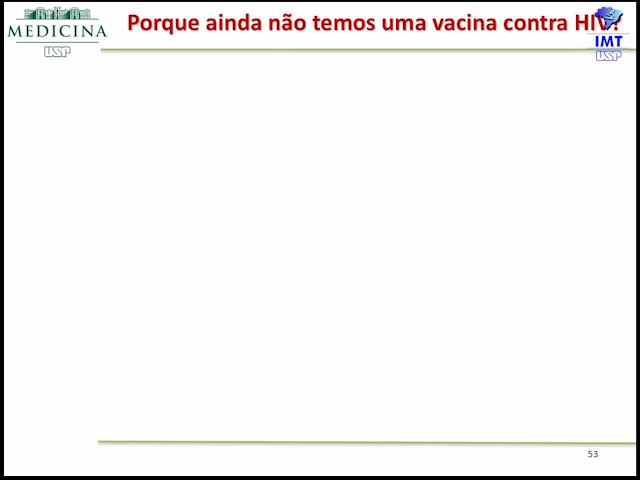 Porque ainda não temos uma vacina contra HIV?
MEDICINA
USP
IMT
USP
53